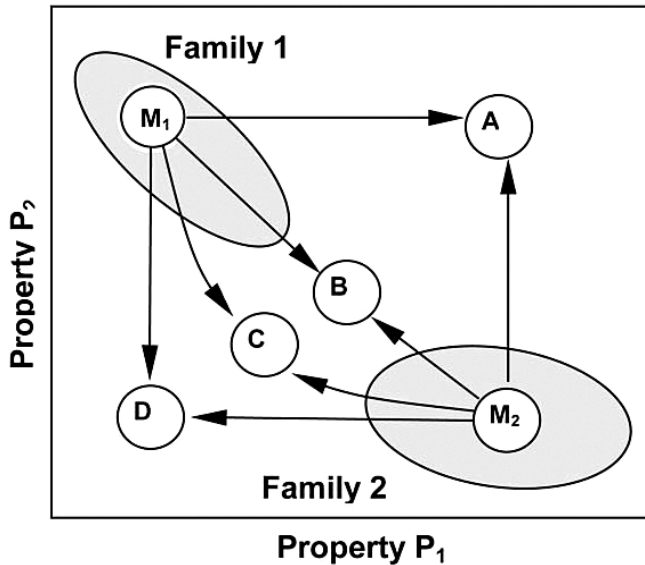 Family 1
M₁
A
B
C
D
M₂
Family 2
Property P₂
Property P₁